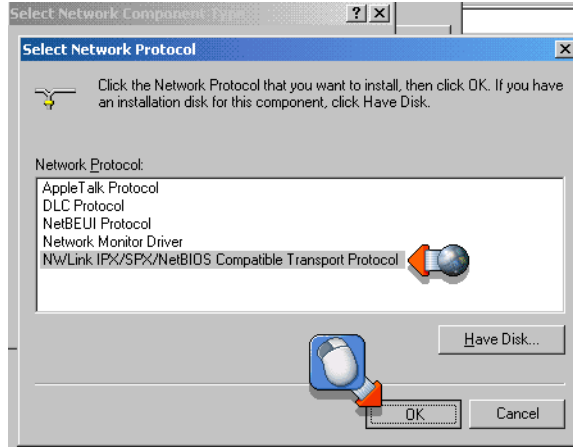 Select Network Component Type
Select Network Protocol
Click the Network Protocol that you want to install, then click OK. If you have
an installation disk for this component, click Have Disk.
Network Protocol:
AppleTalk Protocol
DLC Protocol
NetBEUI Protocol
Network Monitor Driver
NWLink IPX/SPX/NetBIOS Compatible Transport Protocol
Have Disk...
OK
Cancel